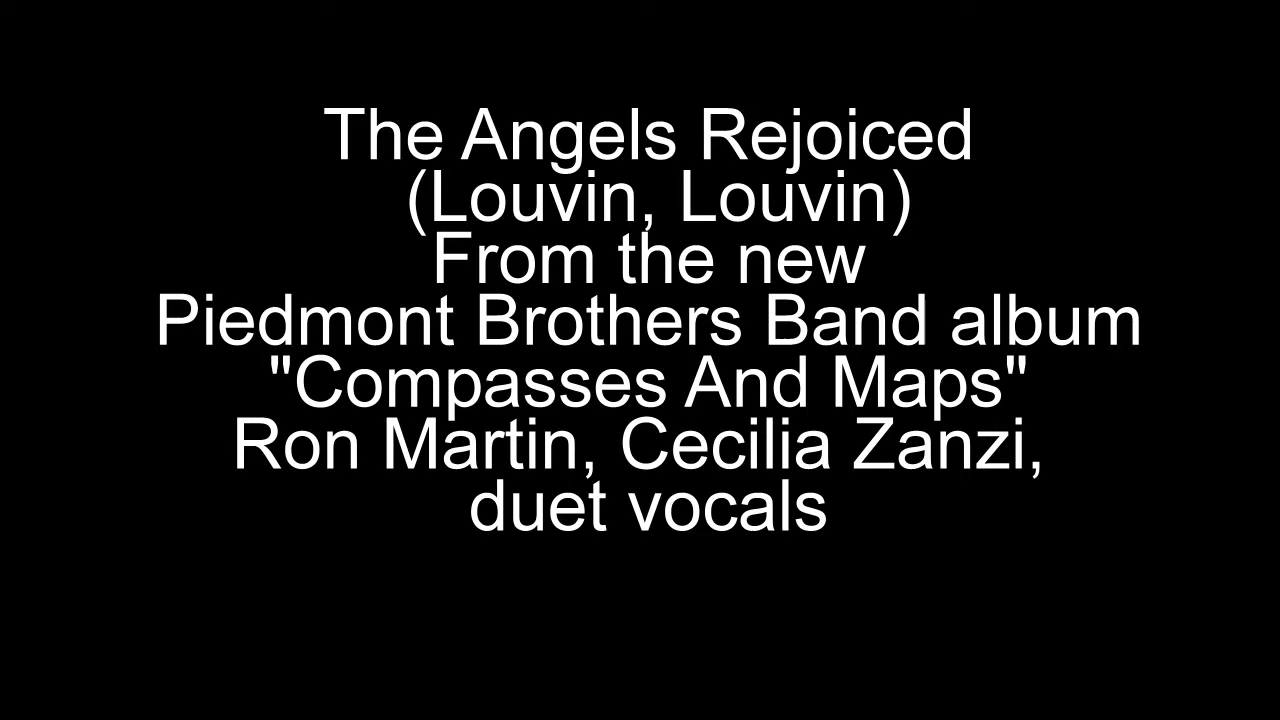 The Angels Rejoiced
(Louvin, Louvin)
From the new
Piedmont Brothers Band album
"Compasses And Maps"
Ron Martin, Cecilia Zanzi,
duet vocals